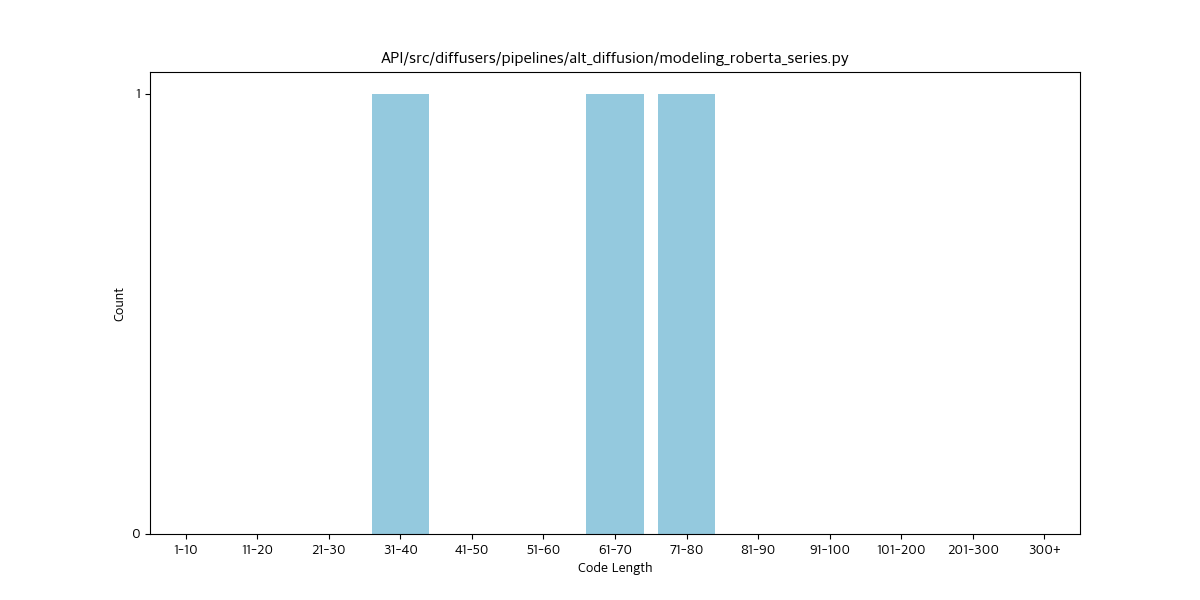 API/src/diffusers/pipelines/alt_diffusion/modeling_roberta_series.py
1
Count
0
1-10 11-20 21-30 31-40 41-50 51-60 61-70 71-80 81-90 91-100 101-200 201-300 300+
Code Length